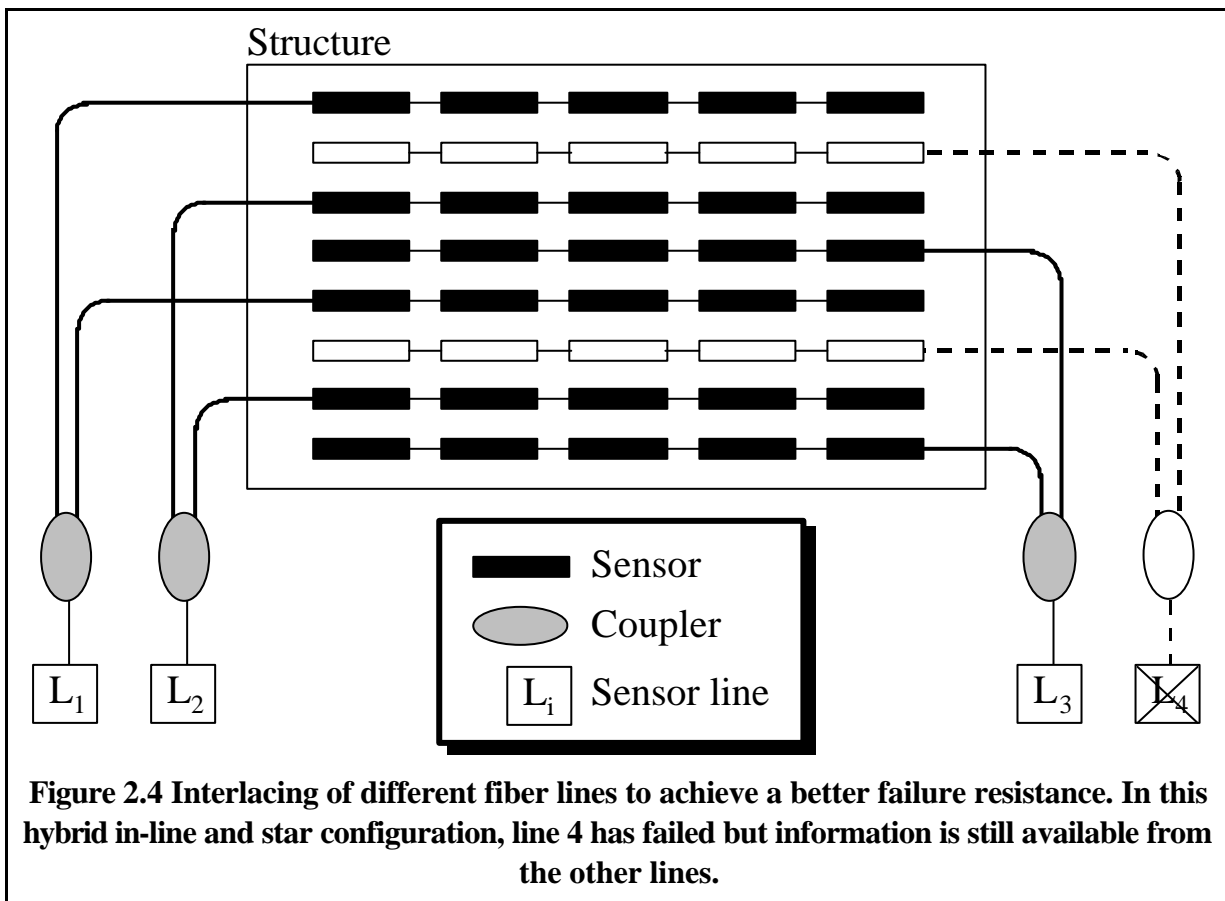 Structure
Sensor
Coupler
Lᵢ Sensor line
L₁
L₂
L₃
L₄
Figure 2.4 Interlacing of different fiber lines to achieve a better failure resistance. In this
hybrid in-line and star configuration, line 4 has failed but information is still available from
the other lines.